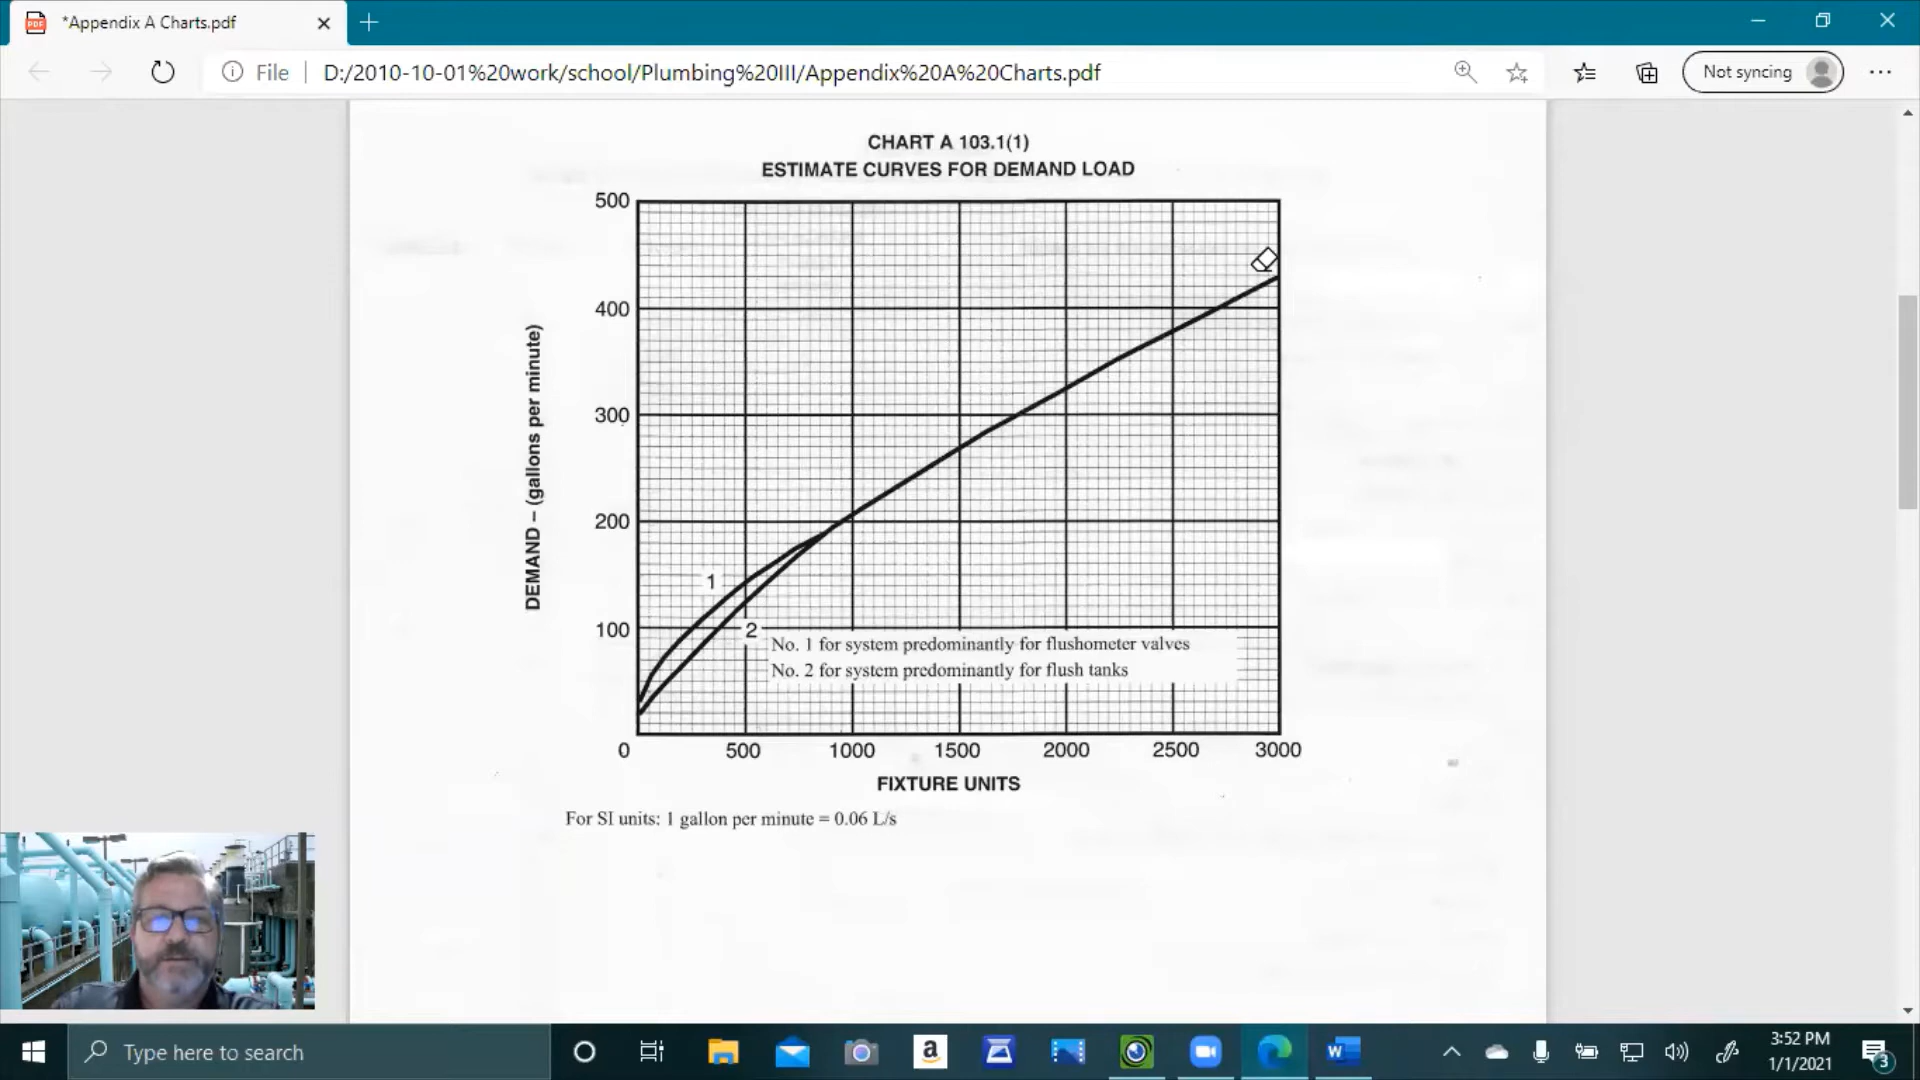 *Appendix A Charts.pdf
File
D:/2010-10-01%20work/school/Plumbing%20III/Appendix%20A%20Charts.pdf
Not syncing
CHART A 103.1(1)
ESTIMATE CURVES FOR DEMAND LOAD
500
400
300
200
100
DEMAND – (gallons per minute)
1
2
No. 1 for system predominantly for flushometer valves
No. 2 for system predominantly for flush tanks
0 500 1000 1500 2000 2500 3000
FIXTURE UNITS
For SI units: 1 gallon per minute = 0.06 L/s
Type here to search
3:52 PM
1/1/2021
3